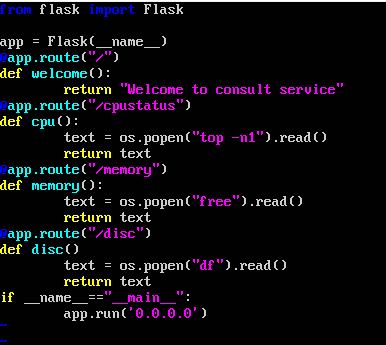 from flask import Flask

app = Flask(__name__)
@app.route("/")
def welcome():
        return "Welcome to consult service"
@app.route("/cpustatus")
def cpu():
        text = os.popen("top -n1").read()
        return text
@app.route("/memory")
def memory():
        text = os.popen("free").read()
        return text
@app.route("/disc")
def disc()
        text = os.popen("df").read()
        return text
if __name__=="__main__":
        app.run('0.0.0.0')